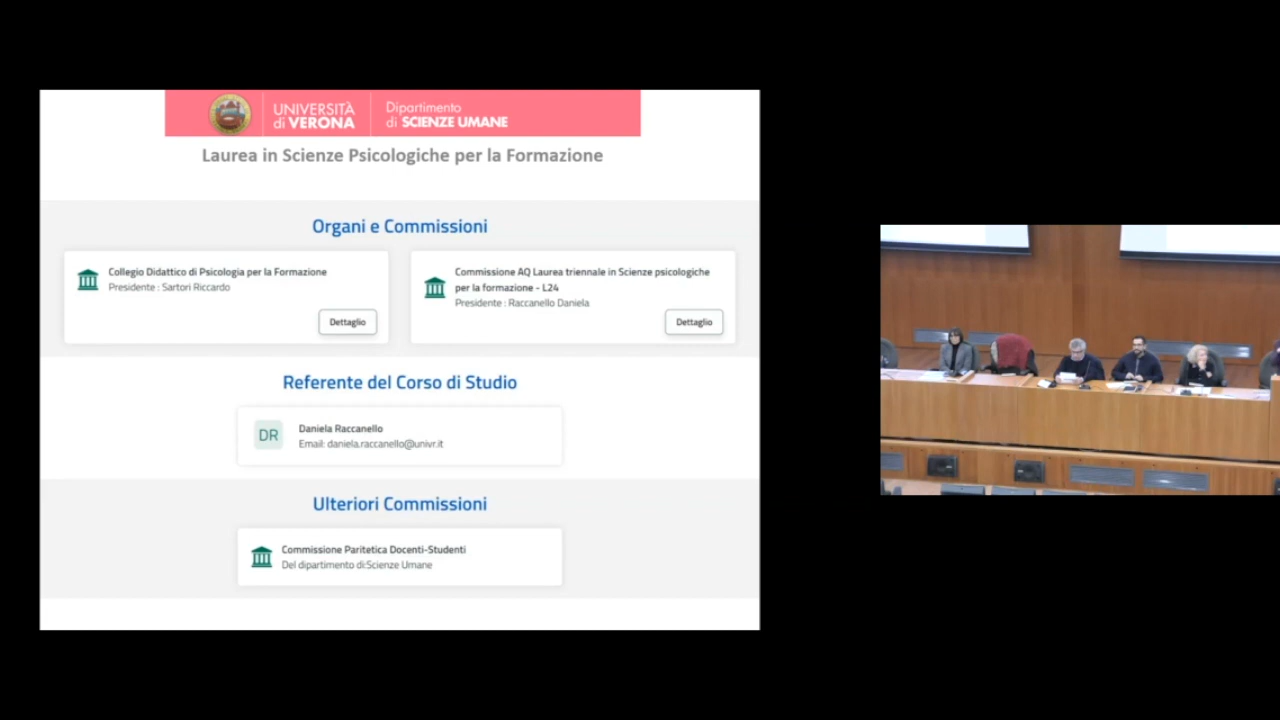 UNIVERSITÀ
di VERONA
Dipartimento
di SCIENZE UMANE
Laurea in Scienze Psicologiche per la Formazione
Organi e Commissioni
Collegio Didattico di Psicologia per la Formazione
Presidente : Sartori Riccardo
Dettaglio
Commissione AQ Laurea triennale in Scienze psicologiche
per la formazione - L24
Presidente : Raccanello Daniela
Dettaglio
Referente del Corso di Studio
DR
Daniela Raccanello
Email: daniela.raccanello@univr.it
Ulteriori Commissioni
Commissione Paritetica Docenti-Studenti
Del dipartimento di:Scienze Umane